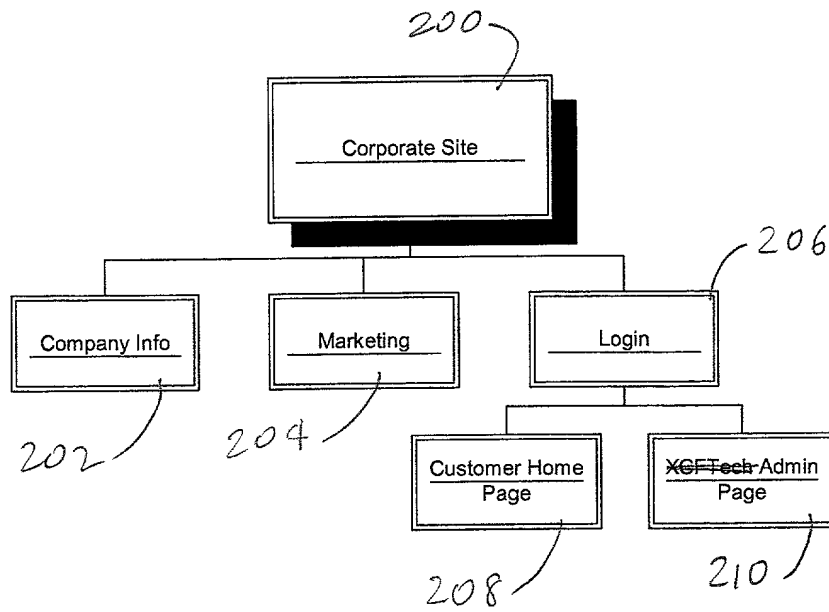 200
Corporate Site
206
Company Info
Marketing
Login
202
204
Customer Home
Page
XCFTech Admin
Page
208
210